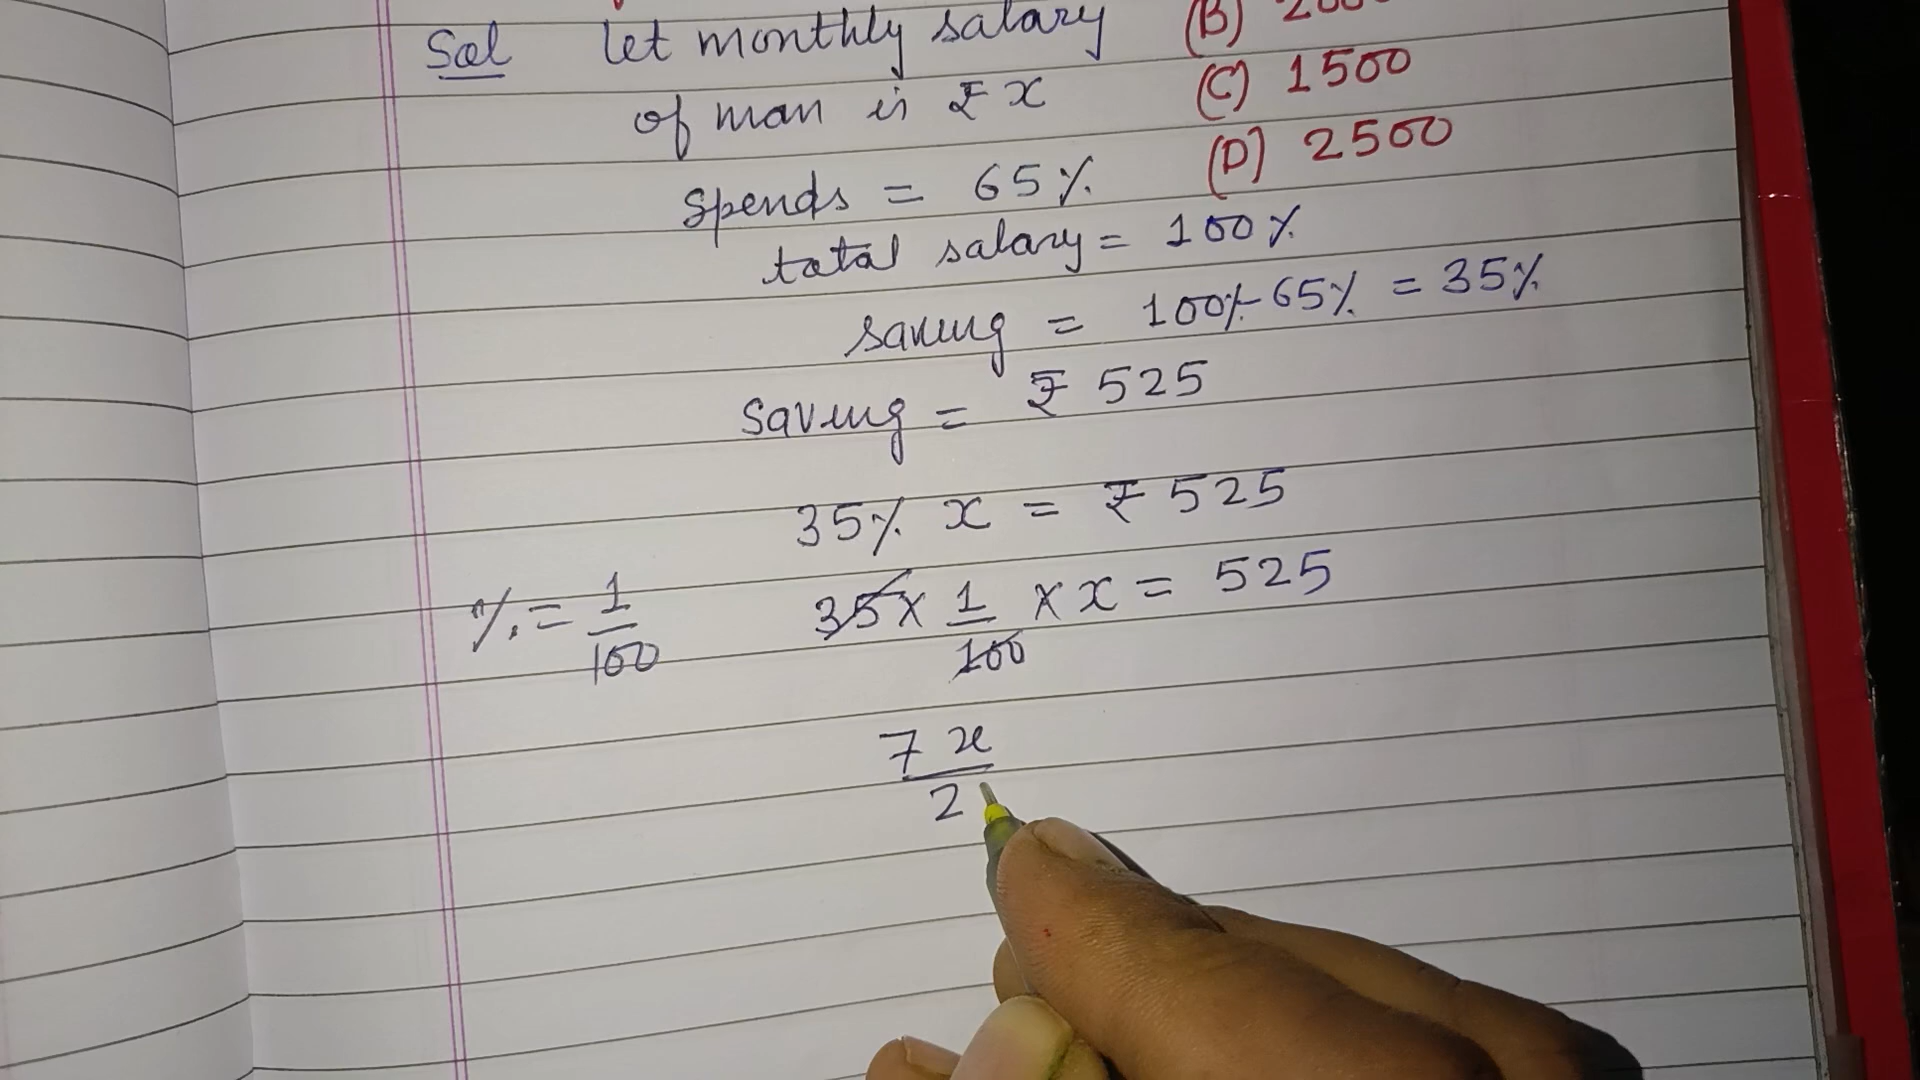 Sol let monthly salary (B)
of man is ₹ x (C) 1500
(D) 2500
spends = 65%
total salary = 100%
saving = 100% - 65% = 35%
saving = ₹ 525
35% x = ₹ 525
% = 1/100 35 × 1/100 × x = 525
7x/2